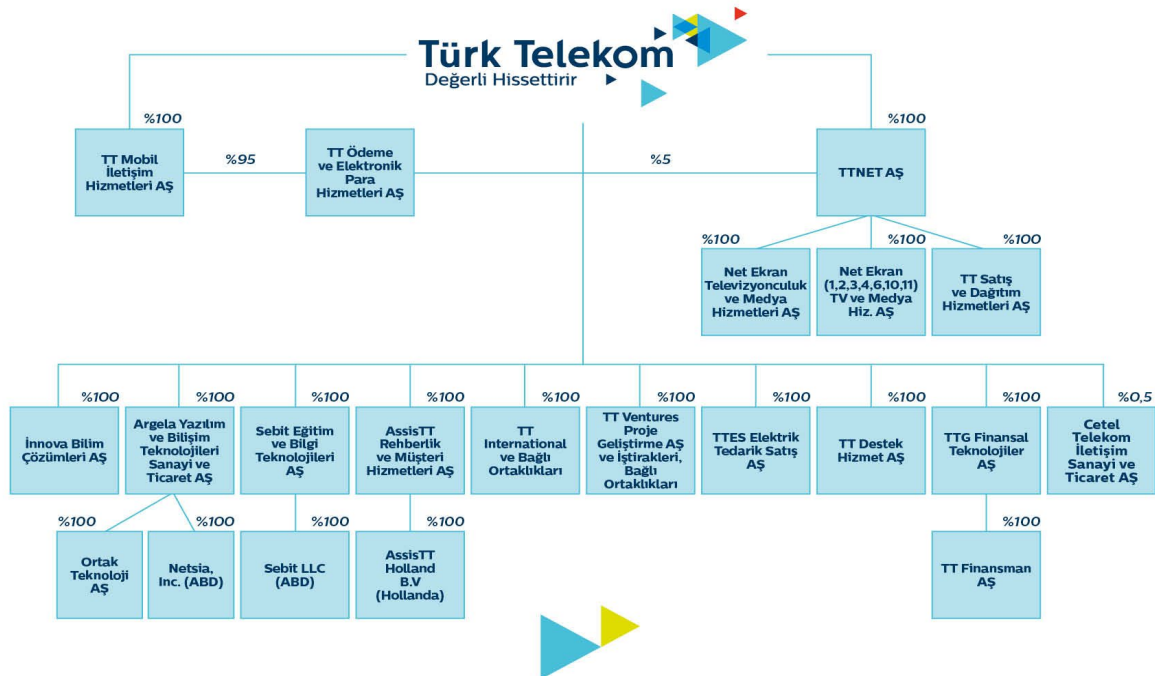 Türk Telekom
Değerli Hissettirir
%100
%100
TT Mobil
İletişim
Hizmetleri AŞ
%95
TT Ödeme
ve Elektronik
Para
Hizmetleri AŞ
%5
TTNET AŞ
%100
%100
%100
Net Ekran
Televizyonculuk
ve Medya
Hizmetleri AŞ
Net Ekran
(1,2,3,4,6,10,11)
TV ve Medya
Hiz. AŞ
TT Satış
ve Dağıtım
Hizmetleri AŞ
%100
%100
%100
%100
%100
%100
%100
%100
%100
%0,5
İnnova Bilim
Çözümleri AŞ
Argela Yazılım
ve Bilişim
Teknolojileri
Sanayi ve
Ticaret AŞ
Sebit Eğitim
ve Bilgi
Teknolojileri
AŞ
AssisTT
Rehberlik
ve Müşteri
Hizmetleri AŞ
TT
International
ve Bağlı
Ortaklıkları
TT Ventures
Proje
Geliştirme AŞ
ve İştirakleri,
Bağlı
Ortaklıkları
TTES Elektrik
Tedarik Satış
AŞ
TT Destek
Hizmet AŞ
TTG Finansal
Teknolojiler
AŞ
Cetel
Telekom
İletişim
Sanayi ve
Ticaret AŞ
%100
%100
%100
%100
%100
Ortak
Teknoloji
AŞ
Netsia,
Inc. (ABD)
Sebit LLC
(ABD)
AssisTT
Holland
B.V
(Hollanda)
TT Finansman
AŞ